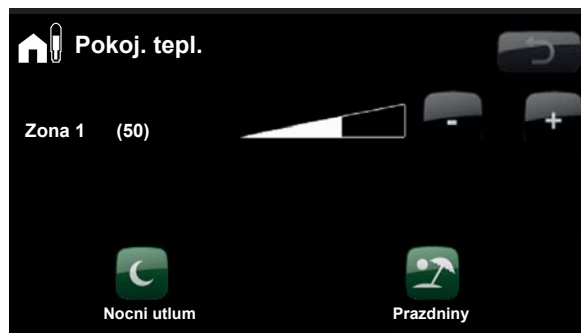 Pokoj. tepl.
Zona 1 (50)
- +
Nocni utlum
Prazdniny